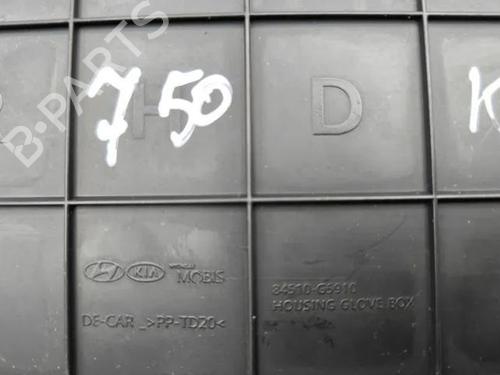 B-PARTS
750
K
H D
KIA MOBIS
84510-G5910
HOUSING GLOVE BOX
DE-CAR _>PP-TD20<